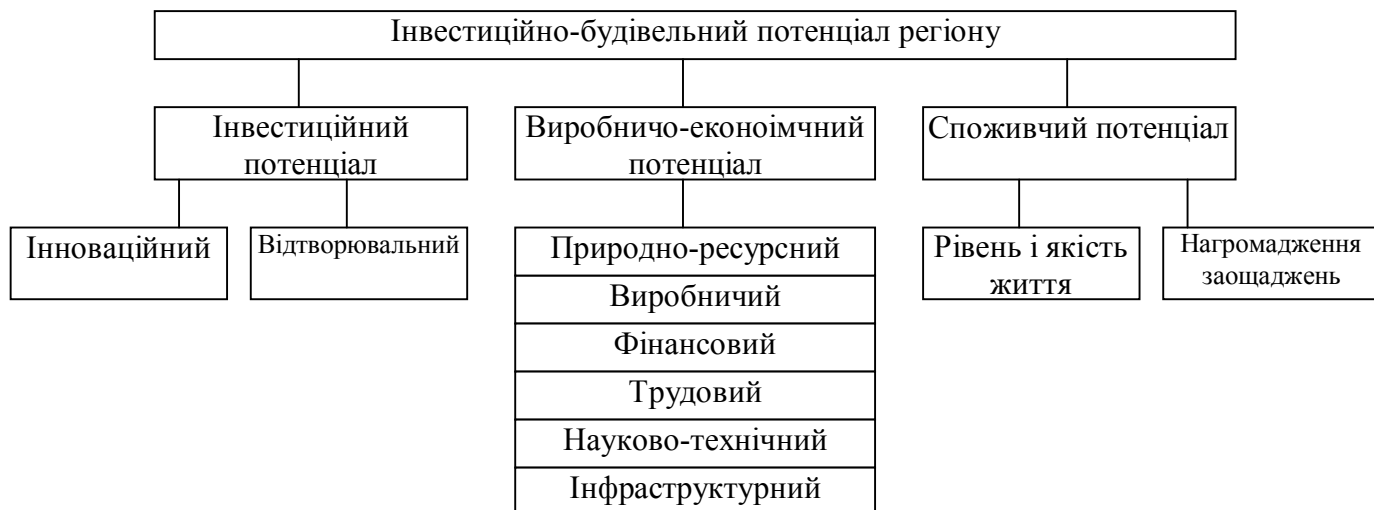 Інвестиційно-будівельний потенціал регіону
Інвестиційний
потенціал
Виробничо-економчний
потенціал
Споживчий потенціал
Інноваційний
Відтворювальний
Природно-ресурсний
Виробничий
Фінансовий
Трудовий
Науково-технічний
Інфраструктурний
Рівень і якість
життя
Нагромадження
заощаджень